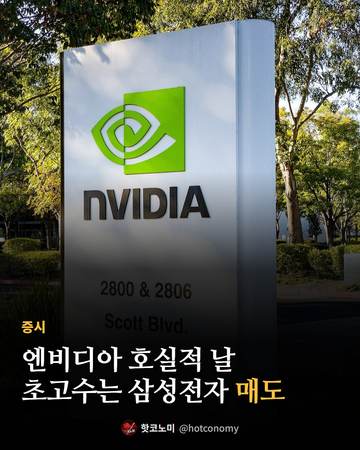 NVIDIA
2800 & 2806
Scott Blvd.
증시
엔비디아 호실적 날
초고수는 삼성전자 매도
핫코노미 @hotconomy